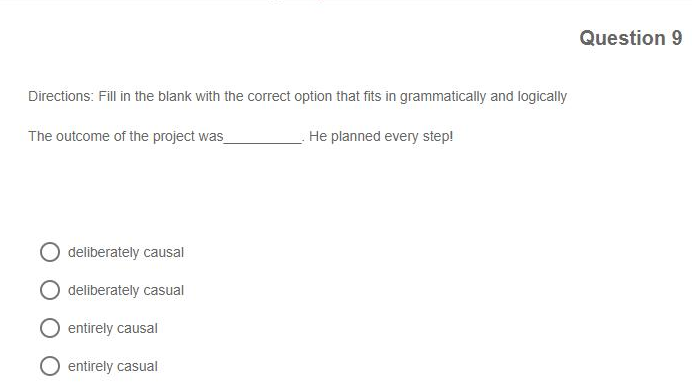 Question 9
Directions: Fill in the blank with the correct option that fits in grammatically and logically
The outcome of the project was__________. He planned every step!
deliberately causal
deliberately casual
entirely causal
entirely casual